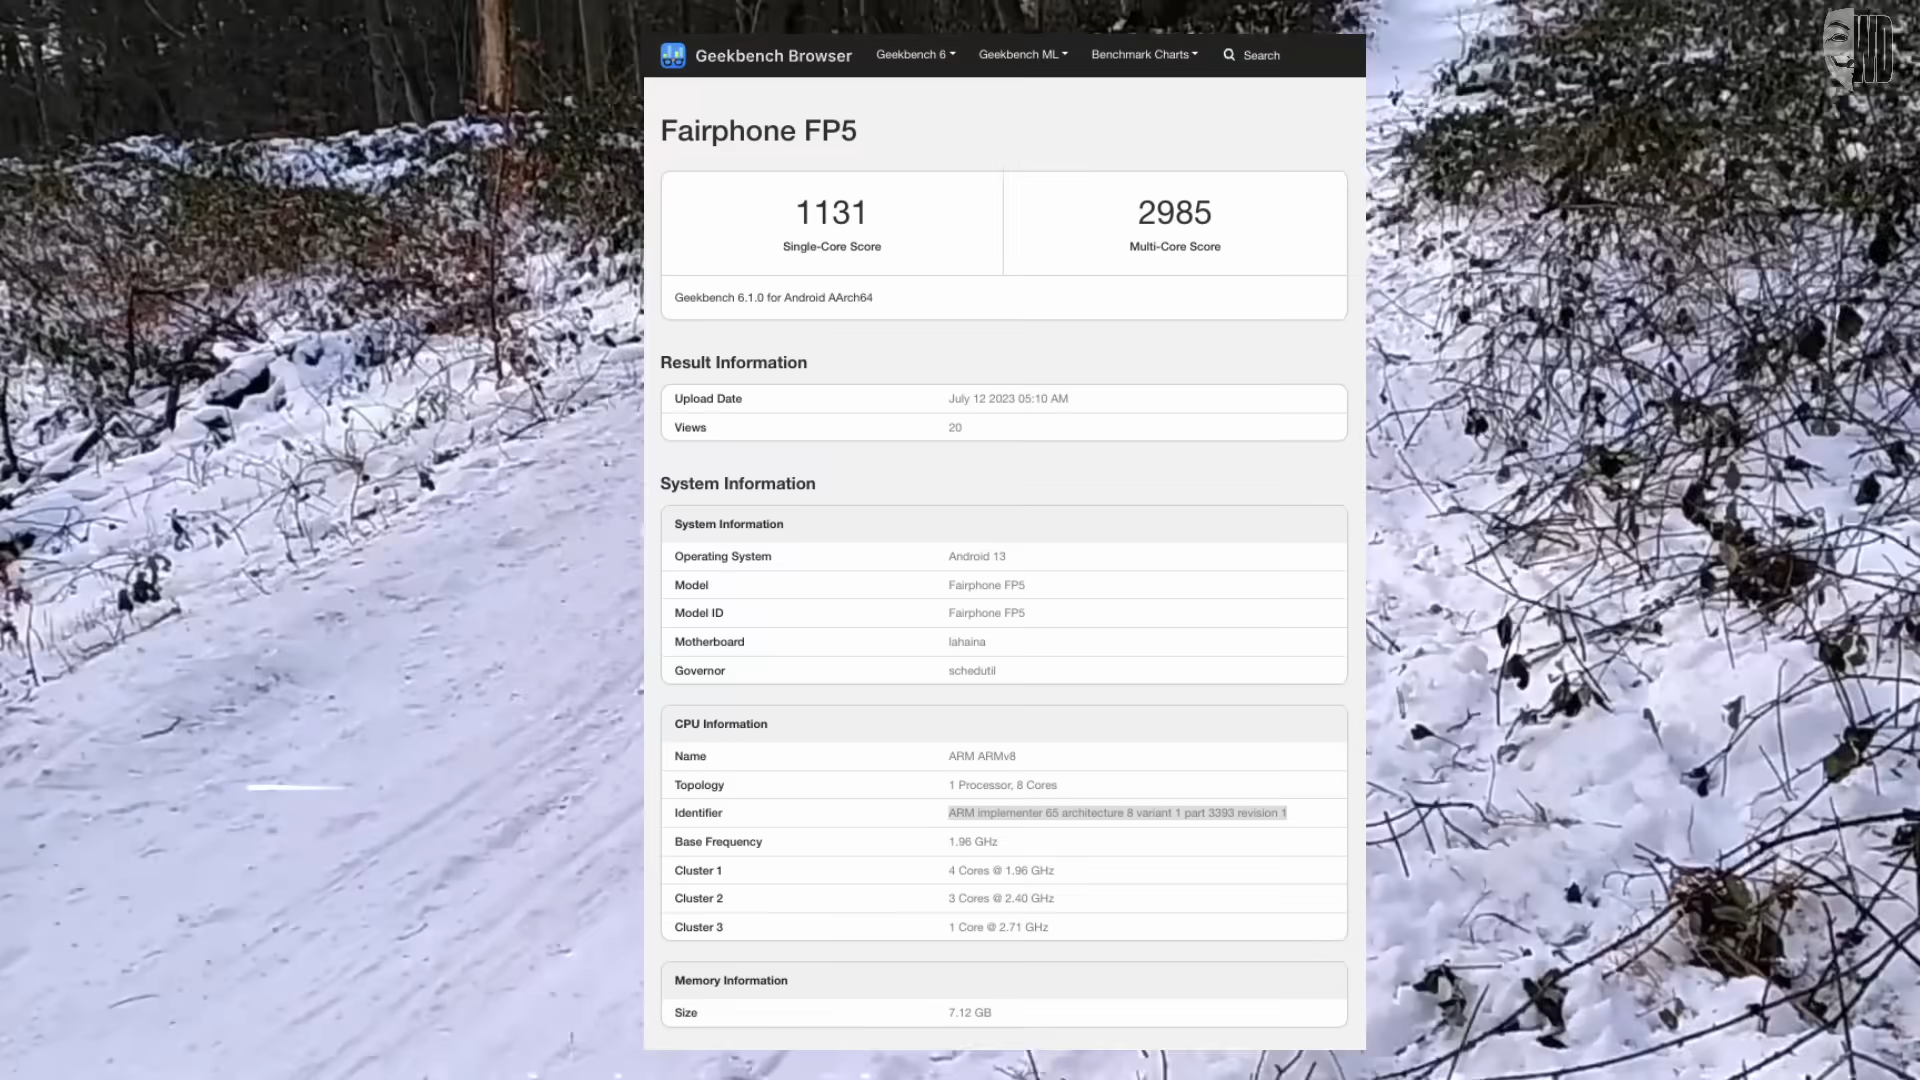 Geekbench Browser Geekbench 6 Geekbench ML Benchmark Charts Search
Fairphone FP5
1131 2985
Single-Core Score Multi-Core Score
Geekbench 6.1.0 for Android AArch64
Result Information
Upload Date July 12 2023 05:10 AM
Views 20
System Information
System Information
Operating System Android 13
Model Fairphone FP5
Model ID Fairphone FP5
Motherboard lahaina
Governor schedutil
CPU Information
Name ARM ARMv8
Topology 1 Processor, 8 Cores
Identifier ARM implementer 65 architecture 8 variant 1 part 3393 revision 1
Base Frequency 1.96 GHz
Cluster 1 4 Cores @ 1.96 GHz
Cluster 2 3 Cores @ 2.40 GHz
Cluster 3 1 Core @ 2.71 GHz
Memory Information
Size 7.12 GB